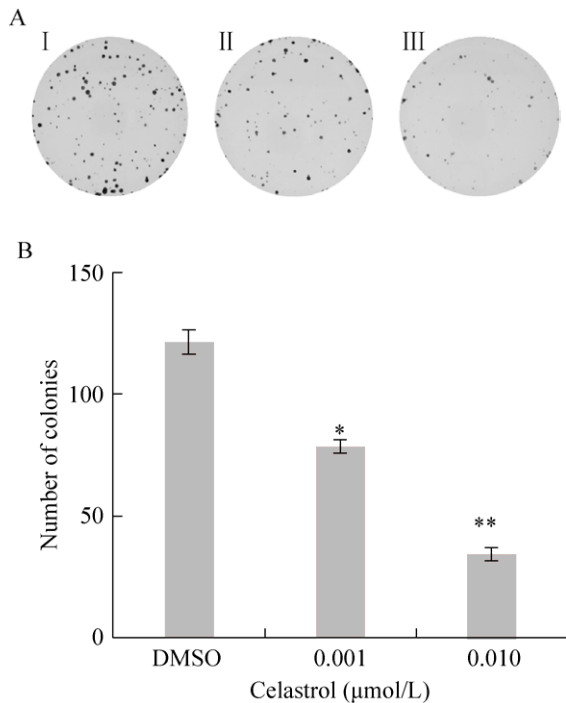 A
I II III
B
150
100
50
0
Number of colonies
*
**
DMSO 0.001 0.010
Celastrol (μmol/L)